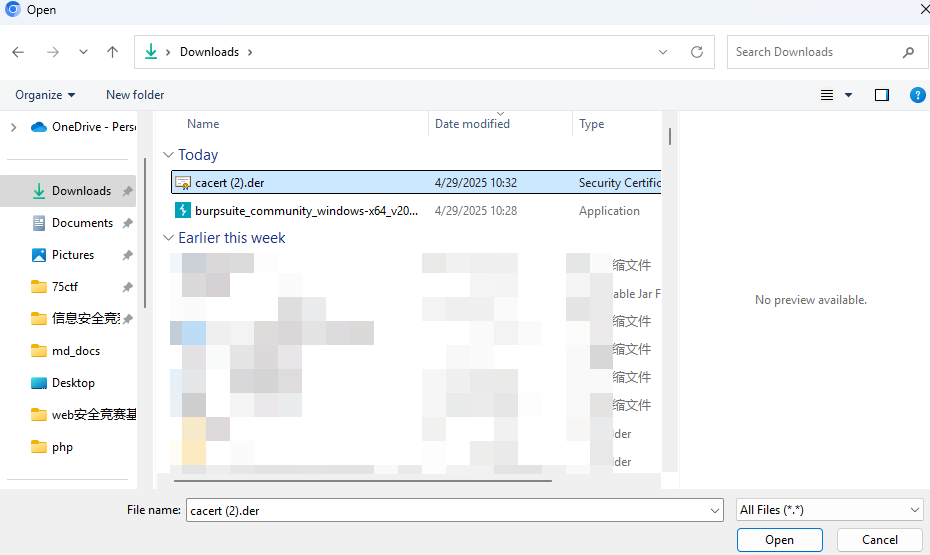 Open
Downloads
Search Downloads
Organize
New folder
Name
Date modified
Type
OneDrive - Pers
Today
Downloads
cacert (2).der
4/29/2025 10:32
Security Certific
Documents
burpsuite_community_windows-x64_v20...
4/29/2025 10:28
Application
Earlier this week
Pictures
缩文件
75ctf
able Jar F
No preview available.
信息安全竞
缩文件
md_docs
缩文件
Desktop
缩文件
web安全竞赛基
缩文件
php
lder
lder
File name:
cacert (2).der
All Files (*.*)
Open
Cancel